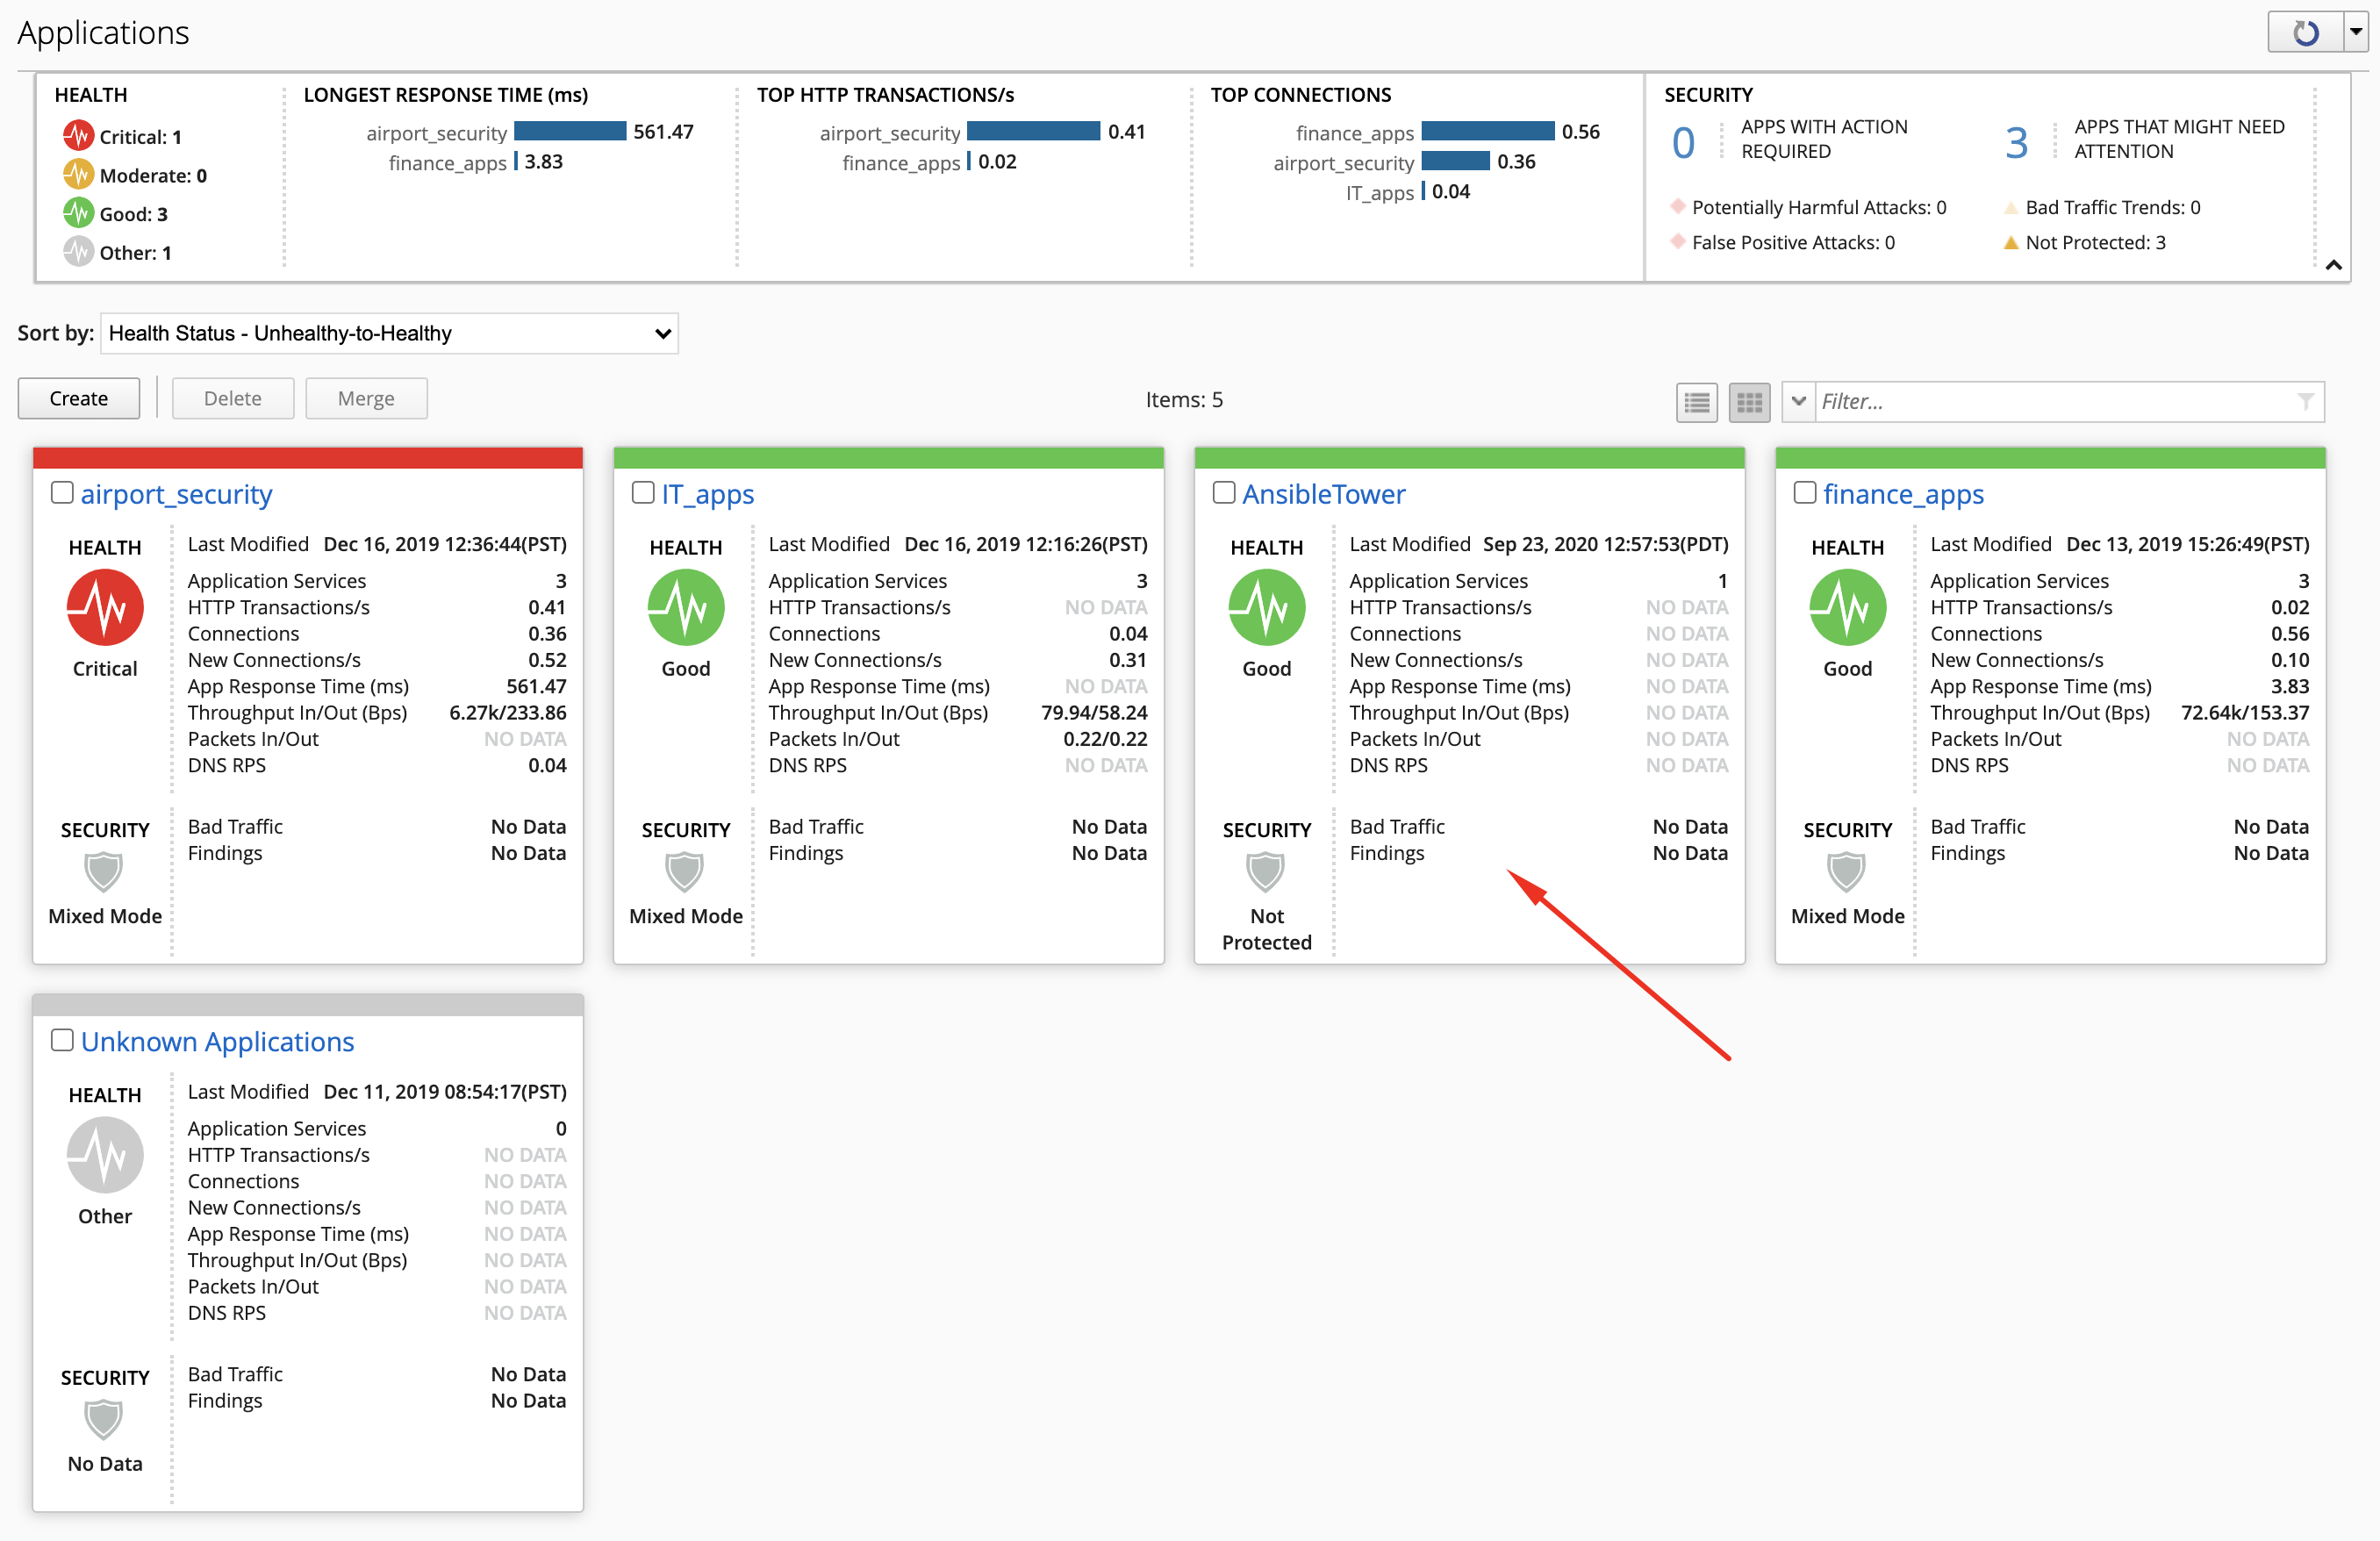 Applications
HEALTH
Critical: 1
Moderate: 0
Good: 3
Other: 1
LONGEST RESPONSE TIME (ms)
airport_security 561.47
finance_apps 3.83
TOP HTTP TRANSACTIONS/s
airport_security 0.41
finance_apps 0.02
TOP CONNECTIONS
finance_apps 0.56
airport_security 0.36
IT_apps 0.04
SECURITY
0 APPS WITH ACTION REQUIRED
3 APPS THAT MIGHT NEED ATTENTION
Potentially Harmful Attacks: 0
False Positive Attacks: 0
Bad Traffic Trends: 0
Not Protected: 3
Sort by: Health Status - Unhealthy-to-Healthy
Create Delete Merge Items: 5 Filter...
airport_security
HEALTH
Critical
Last Modified Dec 16, 2019 12:36:44(PST)
Application Services 3
HTTP Transactions/s 0.41
Connections 0.36
New Connections/s 0.52
App Response Time (ms) 561.47
Throughput In/Out (Bps) 6.27k/233.86
Packets In/Out NO DATA
DNS RPS 0.04
SECURITY
Mixed Mode
Bad Traffic No Data
Findings No Data
IT_apps
HEALTH
Good
Last Modified Dec 16, 2019 12:16:26(PST)
Application Services 3
HTTP Transactions/s NO DATA
Connections 0.04
New Connections/s 0.31
App Response Time (ms) NO DATA
Throughput In/Out (Bps) 79.94/58.24
Packets In/Out 0.22/0.22
DNS RPS NO DATA
SECURITY
Mixed Mode
Bad Traffic No Data
Findings No Data
AnsibleTower
HEALTH
Good
Last Modified Sep 23, 2020 12:57:53(PDT)
Application Services 1
HTTP Transactions/s NO DATA
Connections NO DATA
New Connections/s NO DATA
App Response Time (ms) NO DATA
Throughput In/Out (Bps) NO DATA
Packets In/Out NO DATA
DNS RPS NO DATA
SECURITY
Not
Protected
Bad Traffic No Data
Findings No Data
finance_apps
HEALTH
Good
Last Modified Dec 13, 2019 15:26:49(PST)
Application Services 3
HTTP Transactions/s 0.02
Connections 0.56
New Connections/s 0.10
App Response Time (ms) 3.83
Throughput In/Out (Bps) 72.64k/153.37
Packets In/Out NO DATA
DNS RPS NO DATA
SECURITY
Mixed Mode
Bad Traffic No Data
Findings No Data
Unknown Applications
HEALTH
Other
Last Modified Dec 11, 2019 08:54:17(PST)
Application Services 0
HTTP Transactions/s NO DATA
Connections NO DATA
New Connections/s NO DATA
App Response Time (ms) NO DATA
Throughput In/Out (Bps) NO DATA
Packets In/Out NO DATA
DNS RPS NO DATA
SECURITY
No Data
Bad Traffic No Data
Findings No Data